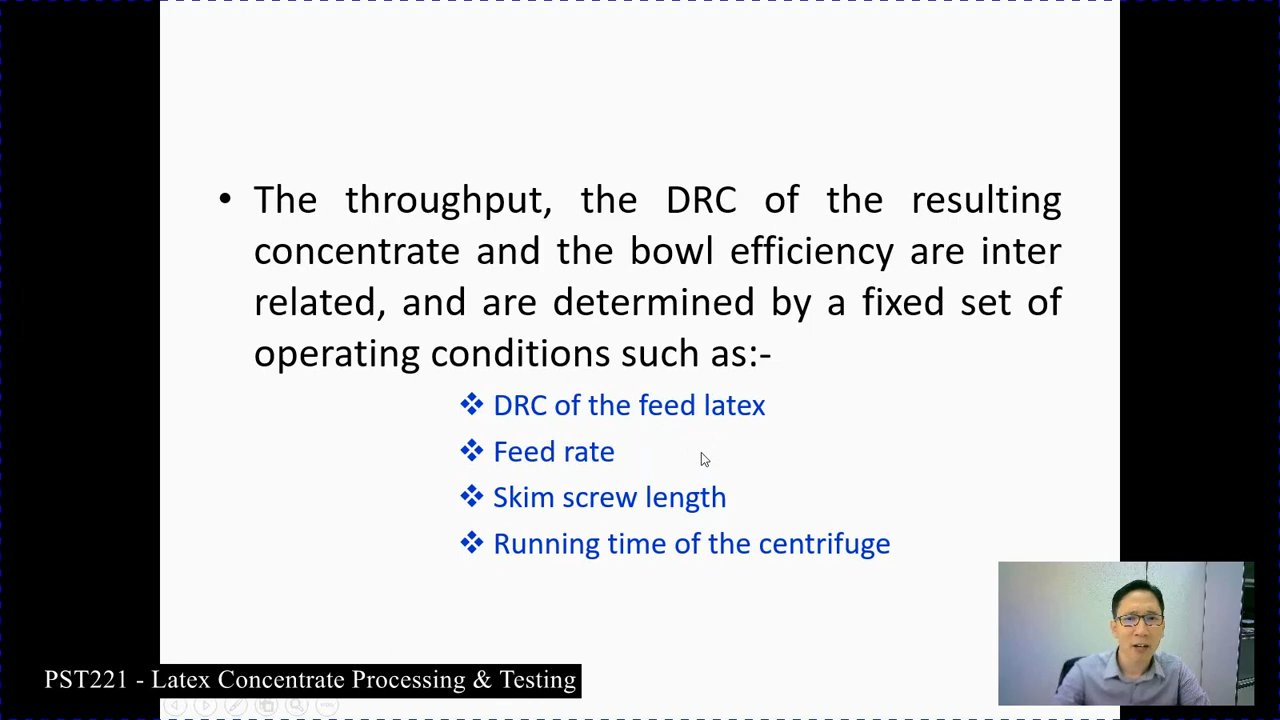 • The throughput, the DRC of the resulting
concentrate and the bowl efficiency are inter
related, and are determined by a fixed set of
operating conditions such as:-
❖ DRC of the feed latex
❖ Feed rate
❖ Skim screw length
❖ Running time of the centrifuge
PST221 - Latex Concentrate Processing & Testing